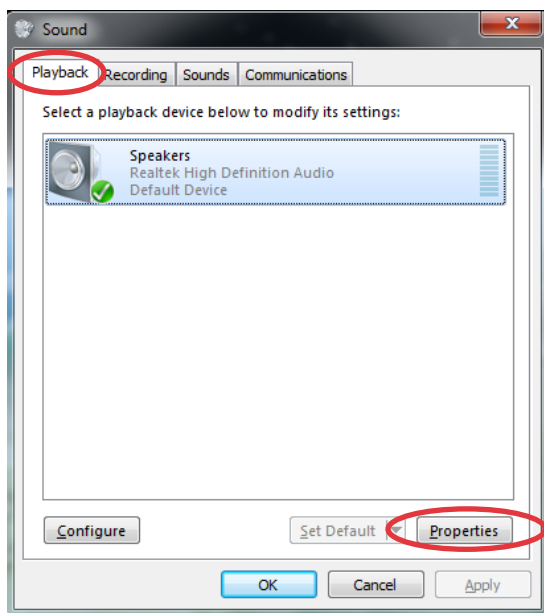 Sound
Playback Recording Sounds Communications
Select a playback device below to modify its settings:
Speakers
Realtek High Definition Audio
Default Device
Configure Set Default Properties
OK Cancel Apply